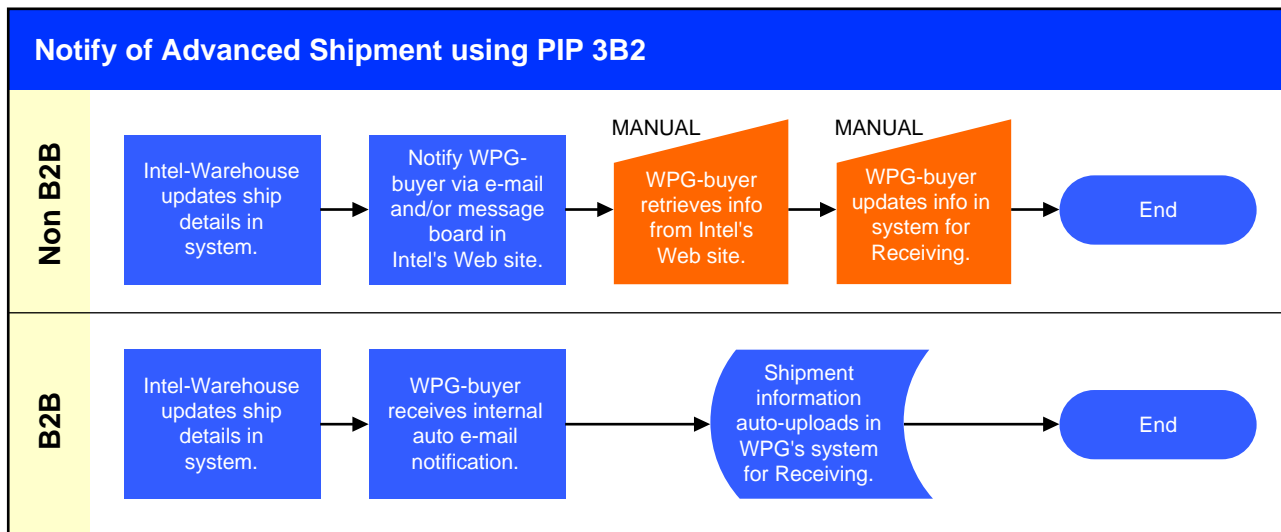 Notify of Advanced Shipment using PIP 3B2
Non B2B
Intel-Warehouse
updates ship
details in
system.
Notify WPG-
buyer via e-mail
and/or message
board in
Intel's Web site.
MANUAL
WPG-buyer
retrieves info
from Intel's
Web site.
MANUAL
WPG-buyer
updates info in
system for
Receiving.
End
B2B
Intel-Warehouse
updates ship
details in
system.
WPG-buyer
receives internal
auto e-mail
notification.
Shipment
information
auto-uploads in
WPG's system
for Receiving.
End